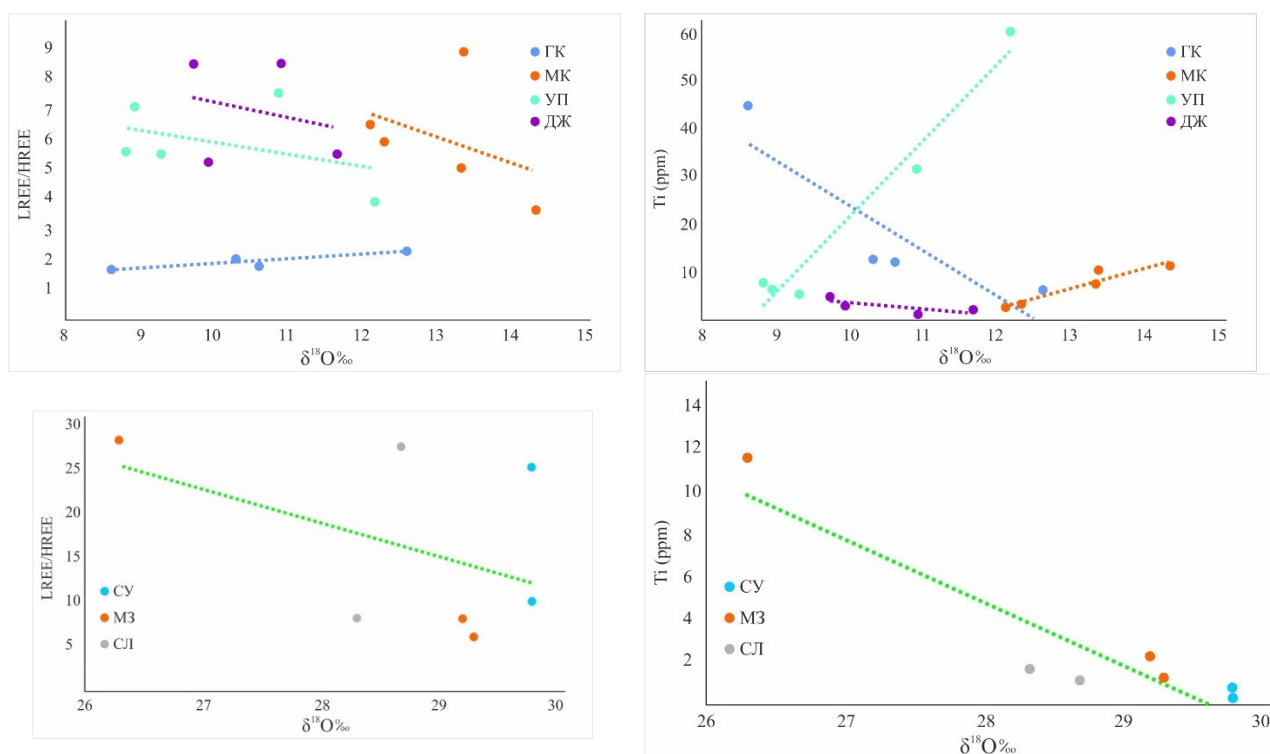 9
8
7
6
5
4
3
2
1
LREE/HREE
8 9 10 11 12 13 14 15
δ¹⁸O‰
ГК
МК
УП
ДЖ
60
50
40
30
20
10
Ti (ppm)
8 9 10 11 12 13 14 15
δ¹⁸O‰
ГК
МК
УП
ДЖ
30
25
20
15
10
5
LREE/HREE
26 27 28 29 30
δ¹⁸O‰
СУ
МЗ
СЛ
14
12
10
8
6
4
2
Ti (ppm)
26 27 28 29 30
δ¹⁸O‰
СУ
МЗ
СЛ